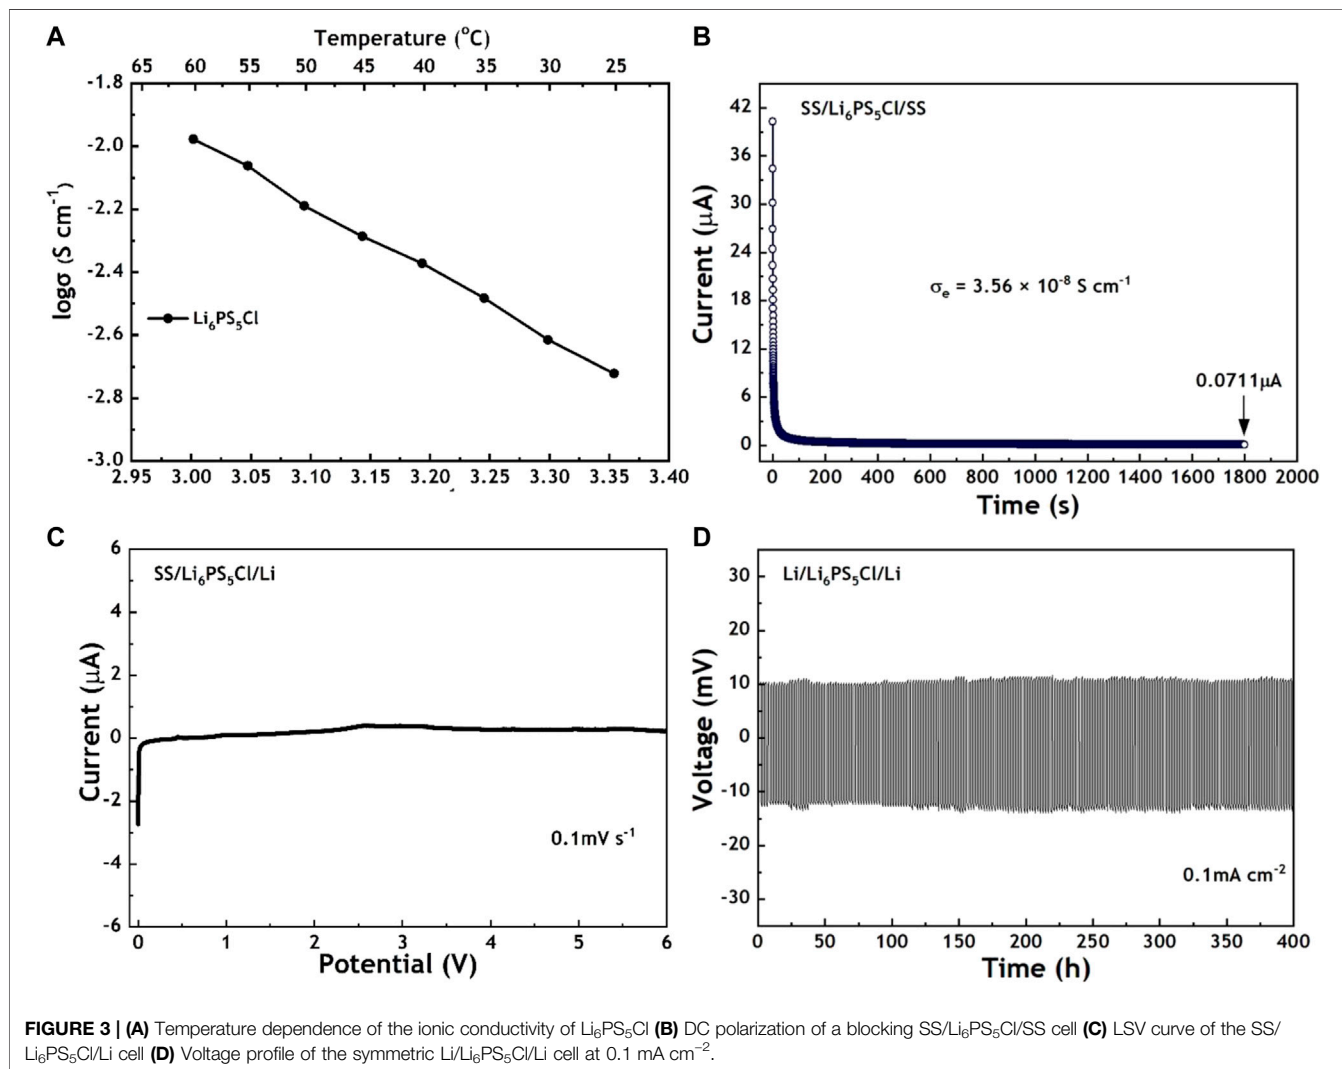 A
Temperature (°C)
65 60 55 50 45 40 35 30 25
-1.8
-2.0
-2.2
-2.4
-2.6
-2.8
-3.0
logσ (S cm⁻¹)
Li₆PS₅Cl
2.95 3.00 3.05 3.10 3.15 3.20 3.25 3.30 3.35 3.40
B
SS/Li₆PS₅Cl/SS
42
36
30
24
18
12
6
0
Current (μA)
σₑ = 3.56 × 10⁻⁸ S cm⁻¹
0.0711μA
0 200 400 600 800 1000 1200 1400 1600 1800 2000
Time (s)
C
SS/Li₆PS₅Cl/Li
6
4
2
0
-2
-4
-6
Current (μA)
0.1mV s⁻¹
0 1 2 3 4 5 6
Potential (V)
D
Li/Li₆PS₅Cl/Li
30
20
10
0
-10
-20
-30
Voltage (mV)
0.1mA cm⁻²
0 50 100 150 200 250 300 350 400
Time (h)
FIGURE 3 | (A) Temperature dependence of the ionic conductivity of Li₆PS₅Cl (B) DC polarization of a blocking SS/Li₆PS₅Cl/SS cell (C) LSV curve of the SS/
Li₆PS₅Cl/Li cell (D) Voltage profile of the symmetric Li/Li₆PS₅Cl/Li cell at 0.1 mA cm⁻².